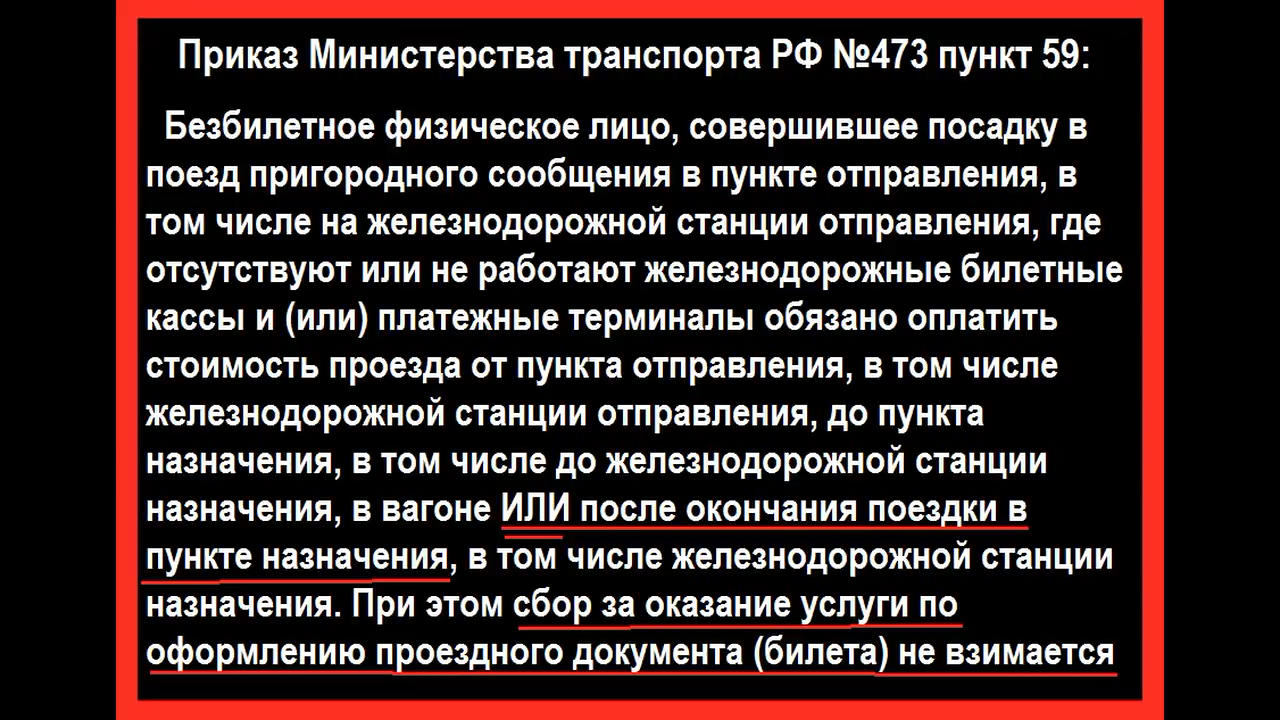 Приказ Министерства транспорта РФ №473 пункт 59:
Безбилетное физическое лицо, совершившее посадку в
поезд пригородного сообщения в пункте отправления, в
том числе на железнодорожной станции отправления, где
отсутствуют или не работают железнодорожные билетные
кассы и (или) платежные терминалы обязано оплатить
стоимость проезда от пункта отправления, в том числе
железнодорожной станции отправления, до пункта
назначения, в том числе до железнодорожной станции
назначения, в вагоне ИЛИ после окончания поездки в
пункте назначения, в том числе железнодорожной станции
назначения. При этом сбор за оказание услуги по
оформлению проездного документа (билета) не взимается